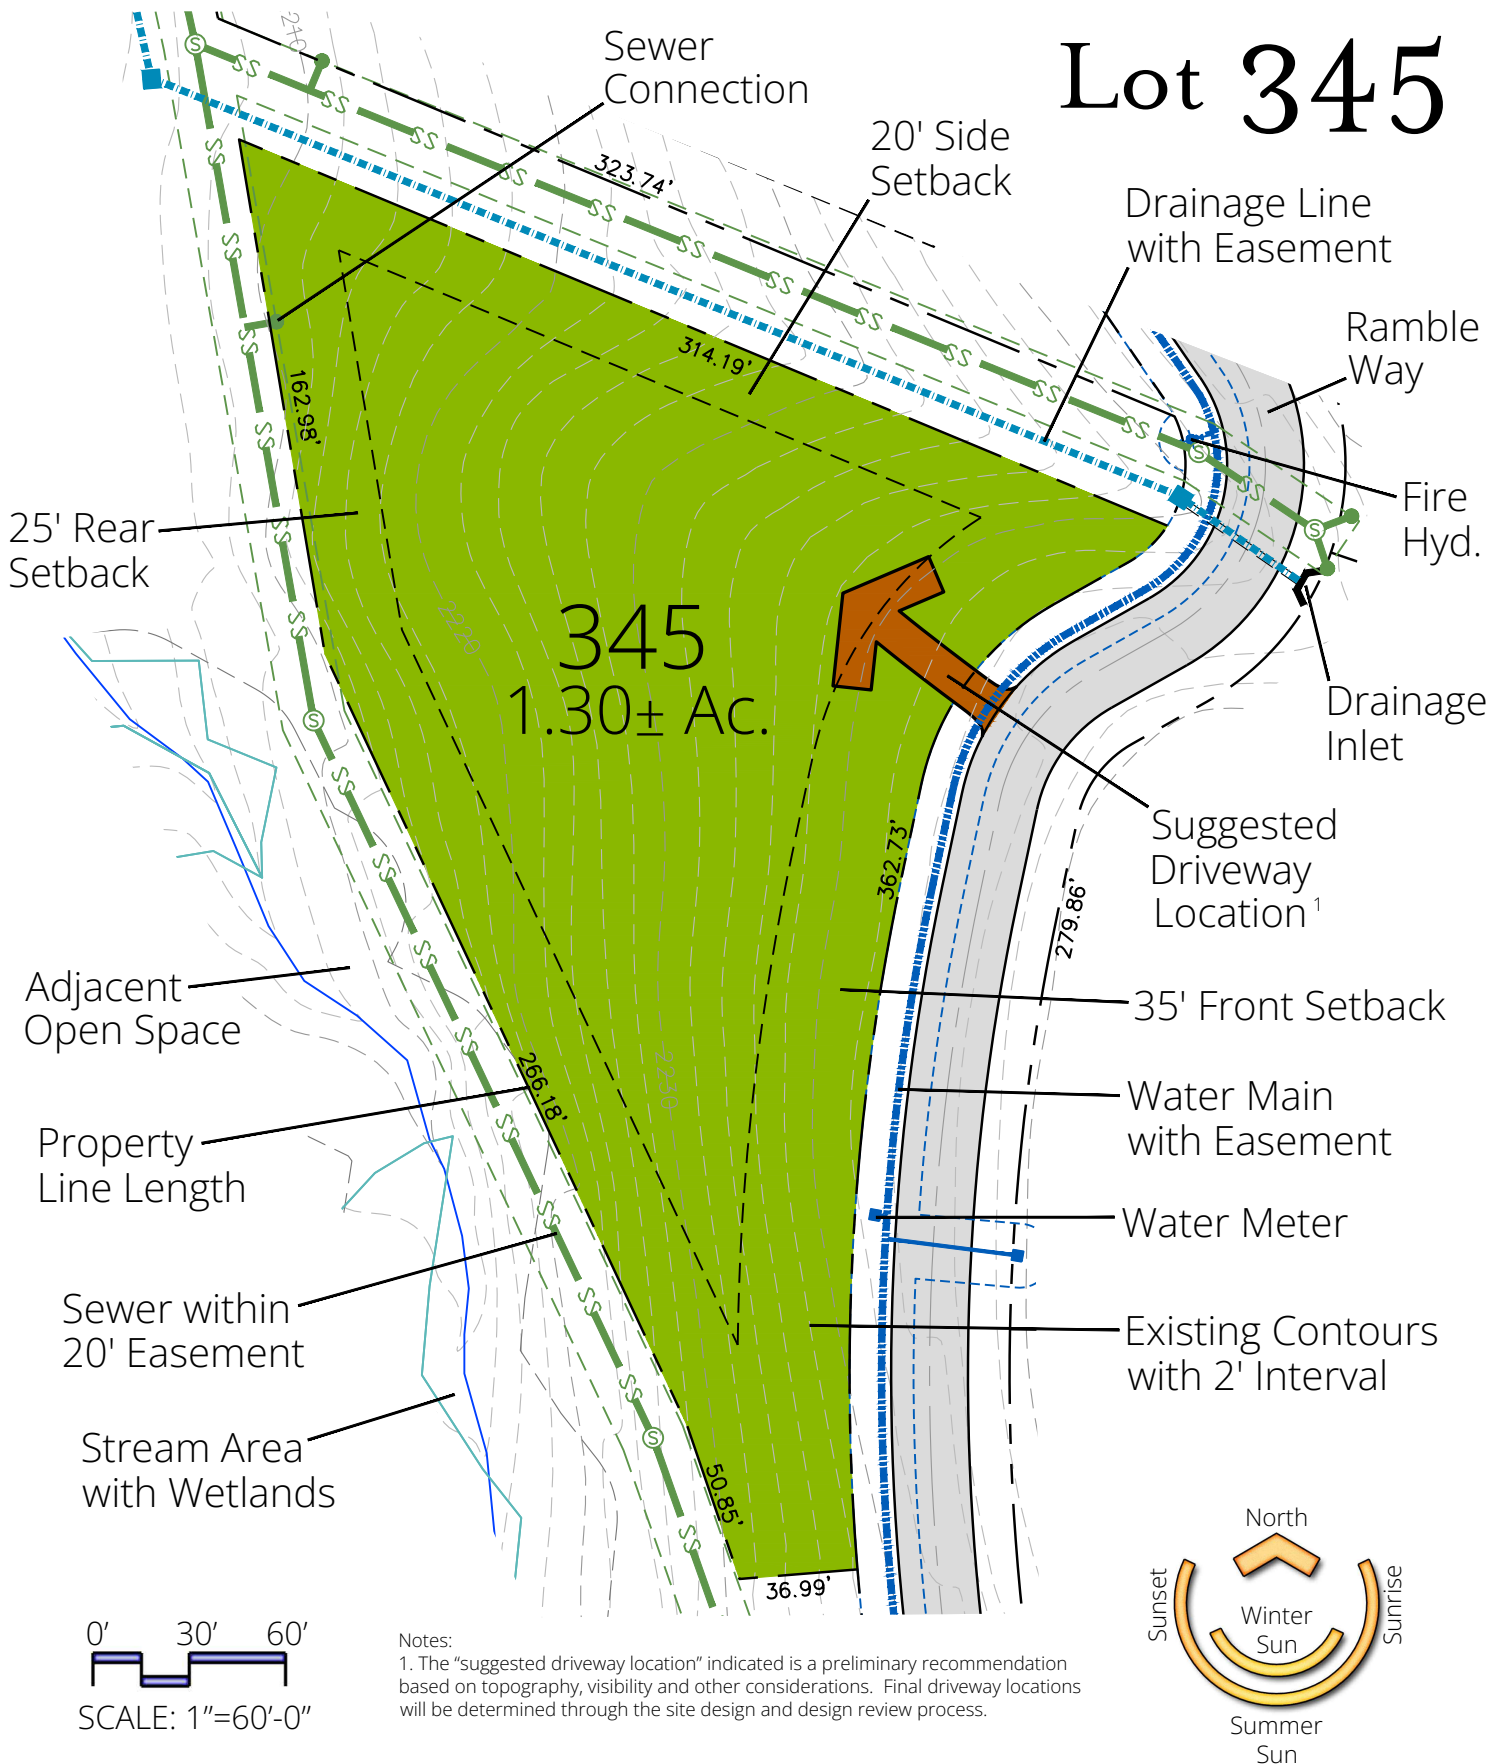 Lot 345
Sewer
Connection
20' Side
Setback
Drainage Line
with Easement
Ramble
Way
Fire
Hyd.
Drainage
Inlet
Suggested
Driveway
Location 1
35' Front Setback
Water Main
with Easement
Water Meter
Existing Contours
with 2' Interval
25' Rear
Setback
Adjacent
Open Space
Property
Line Length
Sewer within
20' Easement
Stream Area
with Wetlands
345
1.30± Ac.
210
323.74'
314.19'
162.98'
362.73'
279.86'
266.18'
50.85'
36.99'
S
S
S
S
S
SS
North
Sunset
Sunrise
Winter
Sun
Summer
Sun
0' 30' 60'
SCALE: 1"=60'-0"
Notes:
1. The “suggested driveway location” indicated is a preliminary recommendation
based on topography, visibility and other considerations. Final driveway locations
will be determined through the site design and design review process.